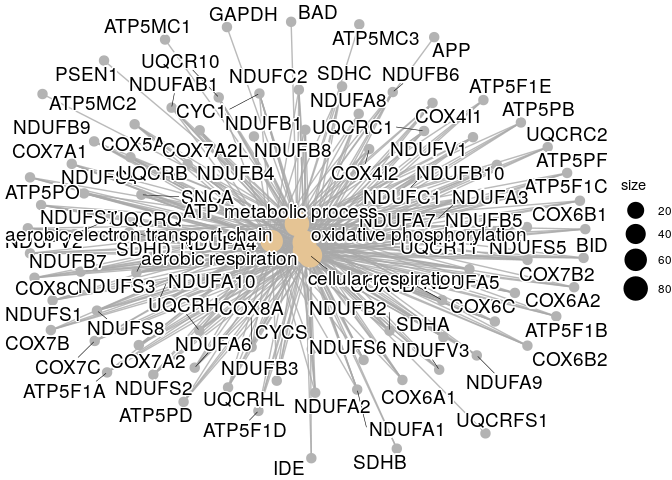 GAPDH
BAD
ATP5MC1
ATP5MC3
APP
UQCR10
PSEN1
NDUFAB1
NDUFC2
SDHC
NDUFB6
ATP5F1E
ATP5MC2
CYC1
NDUFA8
COX4I1
ATP5PB
NDUFB9
NDUFB1
UQCRC1
UQCRC2
COX7A1
COX5A
COX7A2L
NDUFB8
NDUFV1
ATP5PF
UQCRB
NDUFB4
COX4I2
NDUFB10
ATP5PO
SNCA
NDUFC1
NDUFA3
ATP5F1C
ATP metabolic process
UQCRQ
NDUFA7
NDUFB5
COX6B1
aerobic electron transport chain
oxidative phosphorylation
NDUFV2
SDHD
NDUFA4
UQCR11
NDUFS5
BID
NDUFB7
aerobic respiration
COX7B2
COX8C
NDUFS3
NDUFA10
cellular respiration
NDUFA5
COX6A2
NDUFS1
UQCRH
COX8A
NDUFB2
COX6C
COX7B
NDUFS8
CYCS
SDHA
ATP5F1B
COX7C
COX7A2
NDUFA6
NDUFS6
NDUFV3
COX6B2
ATP5F1A
NDUFS2
NDUFB3
NDUFA9
ATP5PD
UQCRHL
NDUFA2
COX6A1
ATP5F1D
NDUFA1
UQCRFS1
IDE
SDHB
size
20
40
60
80